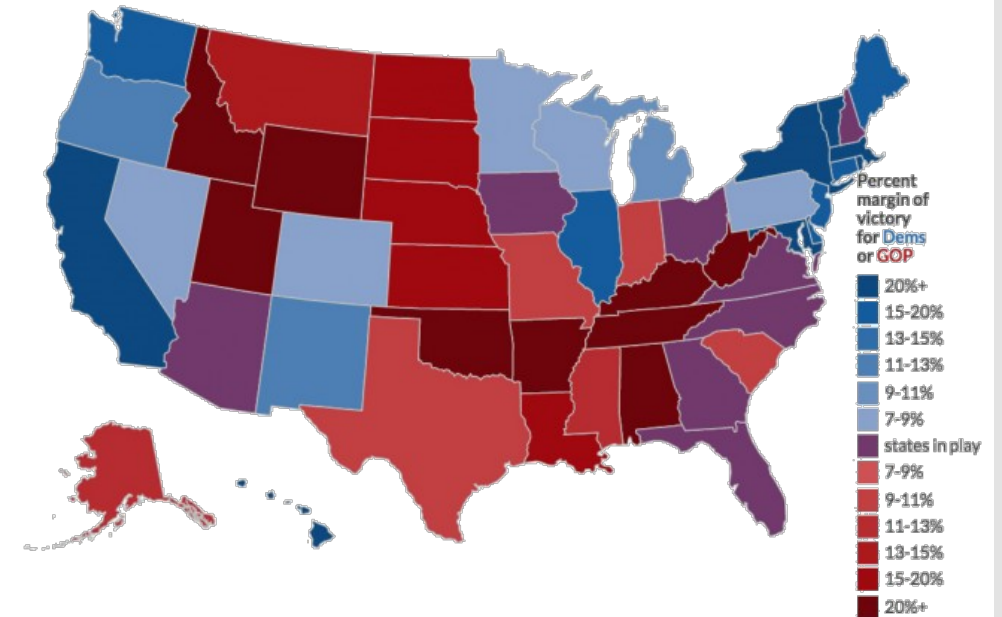 Percent
margin of
victory
for Dems
or GOP
20%+
15-20%
13-15%
11-13%
9-11%
7-9%
states in play
7-9%
9-11%
11-13%
13-15%
15-20%
20%+